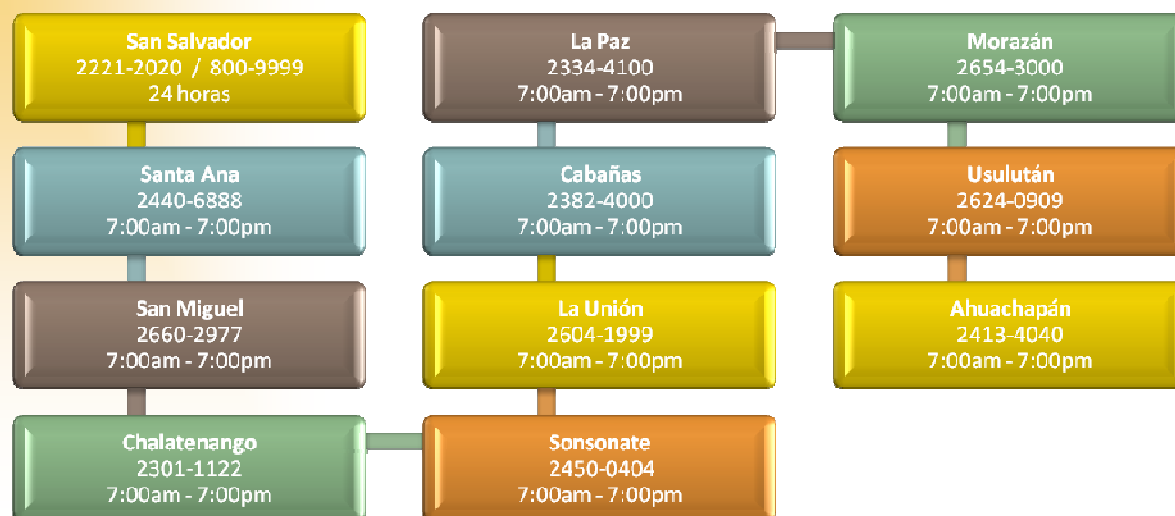 San Salvador
2221-2020 / 800-9999
24 horas
Santa Ana
2440-6888
7:00am - 7:00pm
San Miguel
2660-2977
7:00am - 7:00pm
Chalatenango
2301-1122
7:00am - 7:00pm
Sonsonate
2450-0404
7:00am - 7:00pm
La Unión
2604-1999
7:00am - 7:00pm
Cabañas
2382-4000
7:00am - 7:00pm
La Paz
2334-4100
7:00am - 7:00pm
Morazán
2654-3000
7:00am - 7:00pm
Usulután
2624-0909
7:00am - 7:00pm
Ahuachapán
2413-4040
7:00am - 7:00pm